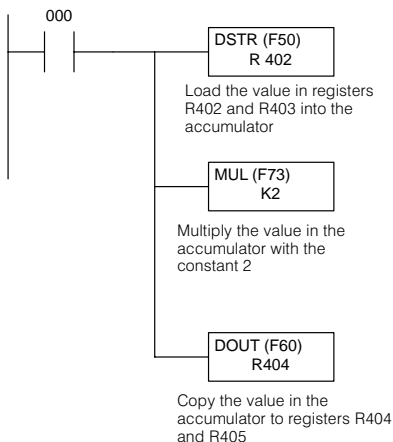 000
DSTR (F50)
R 402
Load the value in registers
R402 and R403 into the
accumulator
MUL (F73)
K2
Multiply the value in the
accumulator with the
constant 2
DOUT (F60)
R404
Copy the value in the
accumulator to registers R404
and R405